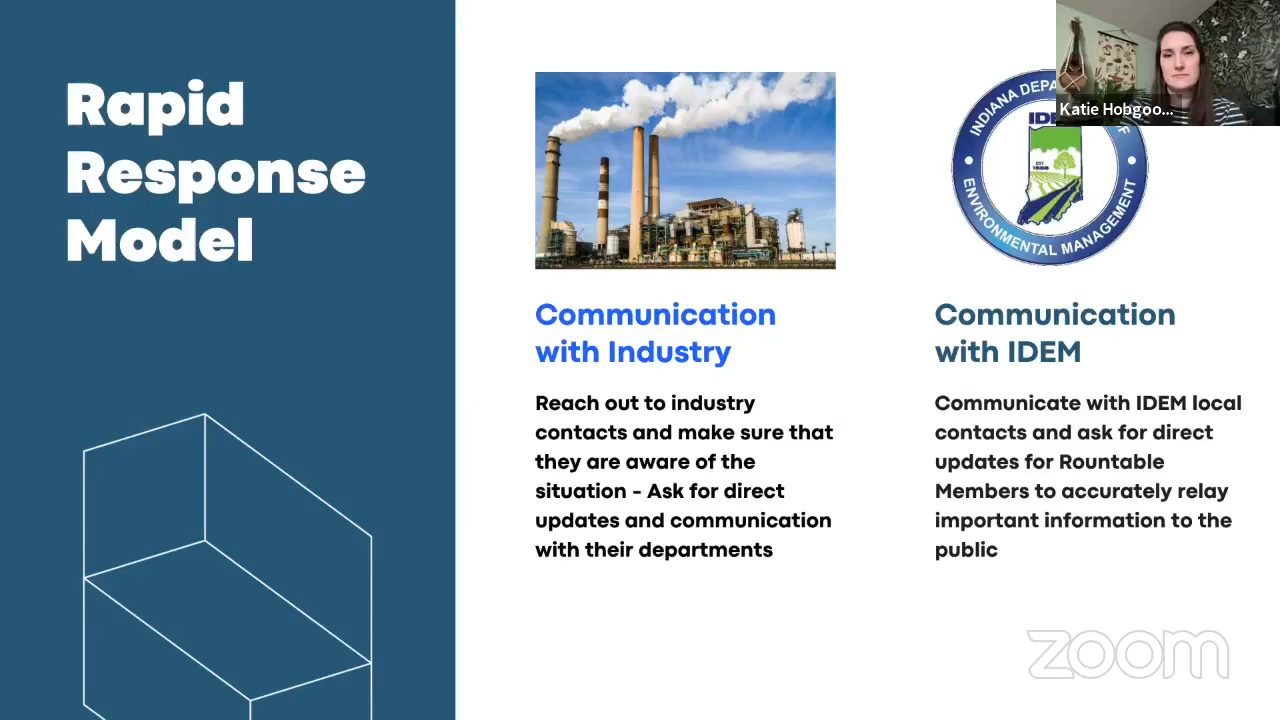 Rapid
Response
Model
Communication
with Industry
Reach out to industry
contacts and make sure that
they are aware of the
situation - Ask for direct
updates and communication
with their departments
INDIANA
ENVIRONMENTAL MANAGEMENT
Communication
with IDEM
Communicate with IDEM local
contacts and ask for direct
updates for Rountable
Members to accurately relay
important information to the
public
Katie Hobgoo...
zoom